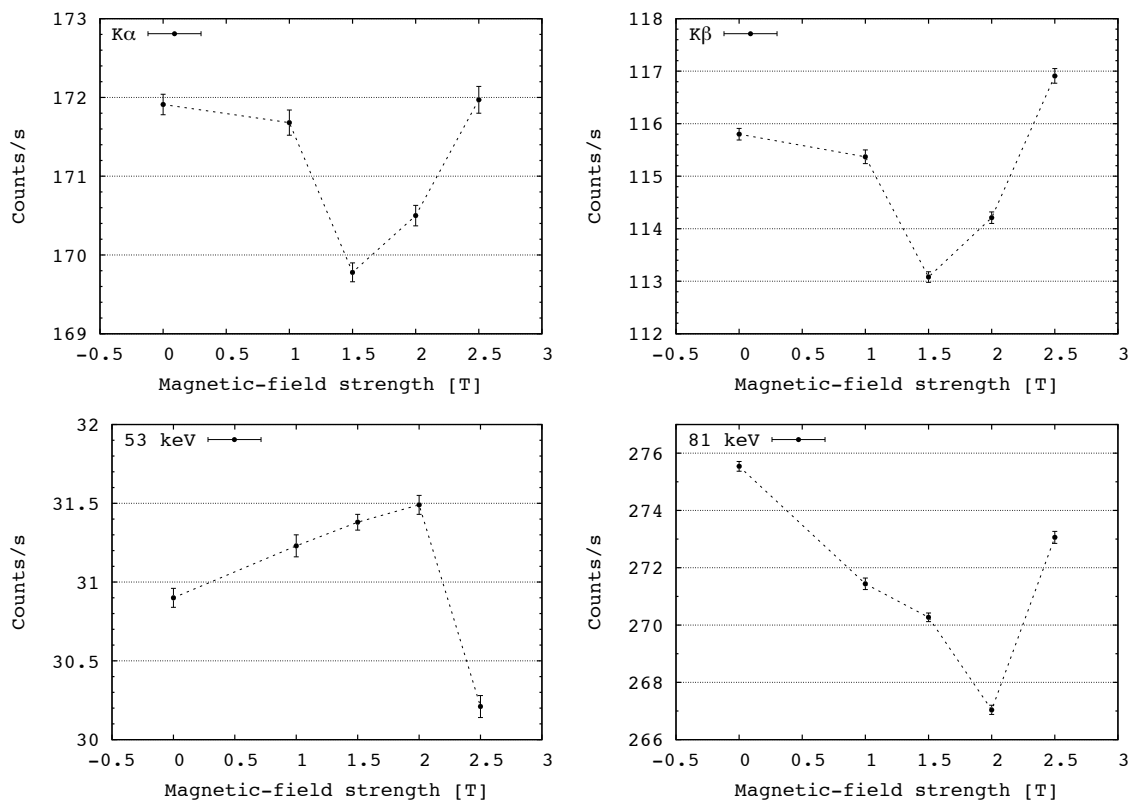 Kα
Counts/s
173
172
171
170
169
-0.5 0 0.5 1 1.5 2 2.5 3
Magnetic-field strength [T]
Kβ
Counts/s
118
117
116
115
114
113
112
-0.5 0 0.5 1 1.5 2 2.5 3
Magnetic-field strength [T]
53 keV
Counts/s
32
31.5
31
30.5
30
-0.5 0 0.5 1 1.5 2 2.5 3
Magnetic-field strength [T]
81 keV
Counts/s
276
274
272
270
268
266
-0.5 0 0.5 1 1.5 2 2.5 3
Magnetic-field strength [T]